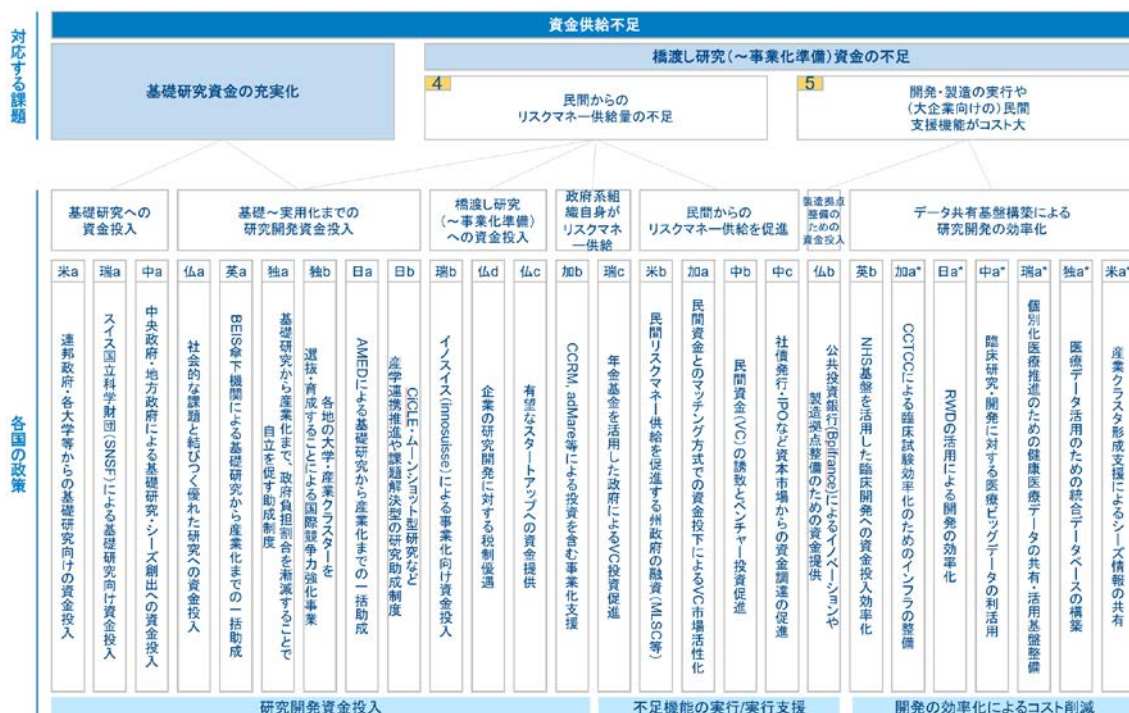 対応する課題
資金供給不足
基礎研究資金の充実化
橋渡し研究(～事業化準備)資金の不足
4
民間からの
リスクマネー供給量の不足
5
開発・製造の実行や
(大企業向けの)民間
支援機能がコスト大
各国の政策
基礎研究への
資金投入
基礎～実用化までの
研究開発資金投入
橋渡し研究
(～事業化準備)
への資金投入
政府系組
織自身が
リスクマネ
ー供給
民間からの
リスクマネー供給を促進
製造拠点
整備の
ための
資金投入
データ共有基盤構築による
研究開発の効率化
米a
連邦政府・各大学等からの基礎研究向けの資金投入
瑞a
スイス国立科学財団(SNSF)による基礎研究向け資金投入
中a
中央政府・地方政府による基礎研究・シーズ創出への資金投入
仏a
社会的な課題と結びつく優れた研究への資金投入
英a
BEIS傘下機関による基礎研究から産業化までの一括助成
独a
基礎研究から産業化まで、政府負担割合を漸減することで
自立を促す助成制度
独b
各地の大学・産業クラスターを
選抜・育成することによる国際競争力強化事業
日a
AMEDによる基礎研究から産業化までの一括助成
日b
CiCLE・ムーンショット型研究など
産学連携推進や課題解決型の研究助成制度
瑞b
イノスイス(innosuisse)による事業化向け資金投入
仏d
企業の研究開発に対する税制優遇
仏c
有望なスタートアップへの資金提供
加b
CCRM, adMare等による投資を含む事業化支援
瑞c
年金基金を活用した政府によるVC投資促進
米b
民間リスクマネー供給を促進する州政府の融資(MLSC等)
加a
民間資金とのマッチング方式での資金投下によるVC市場活性化
中b
民間資金(VC)の誘致とベンチャー投資促進
中c
社債発行・IPOなど資本市場からの資金調達の促進
仏b
公共投資銀行(Bpifrance)によるイノベーションや
製造拠点整備のための資金提供
英b
NHS基盤を活用した臨床開発への資金投入効率化
加a*
CCTCCによる臨床試験効率化のためのインフラの整備
日a*
RWDの活用による開発の効率化
中a*
臨床研究・開発に対する医療ビッグデータの利活用
瑞a*
個別化医療推進のための健康医療データの共有・活用基盤整備
独a*
医療データ活用のための統合データベースの構築
米a*
産業クラスタ形成支援によるシーズ情報の共有
研究開発資金投入
不足機能の実行/実行支援
開発の効率化によるコスト削減